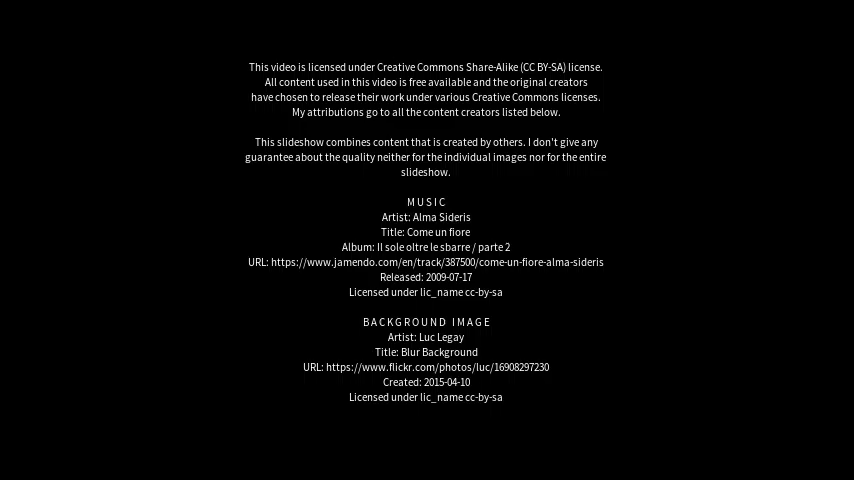 This video is licensed under Creative Commons Share-Alike (CC BY-SA) license.
All content used in this video is free available and the original creators
have chosen to release their work under various Creative Commons licenses.
My attributions go to all the content creators listed below.
This slideshow combines content that is created by others. I don't give any
guarantee about the quality neither for the individual images nor for the entire
slideshow.
MUSIC
Artist: Alma Sideris
Title: Come un fiore
Album: Il sole oltre le sbarre / parte 2
URL: https://www.jamendo.com/en/track/387500/come-un-fiore-alma-sideris
Released: 2009-07-17
Licensed under lic_name cc-by-sa
BACKGROUND IMAGE
Artist: Luc Legay
Title: Blur Background
URL: https://www.flickr.com/photos/luc/16908297230
Created: 2015-04-10
Licensed under lic_name cc-by-sa